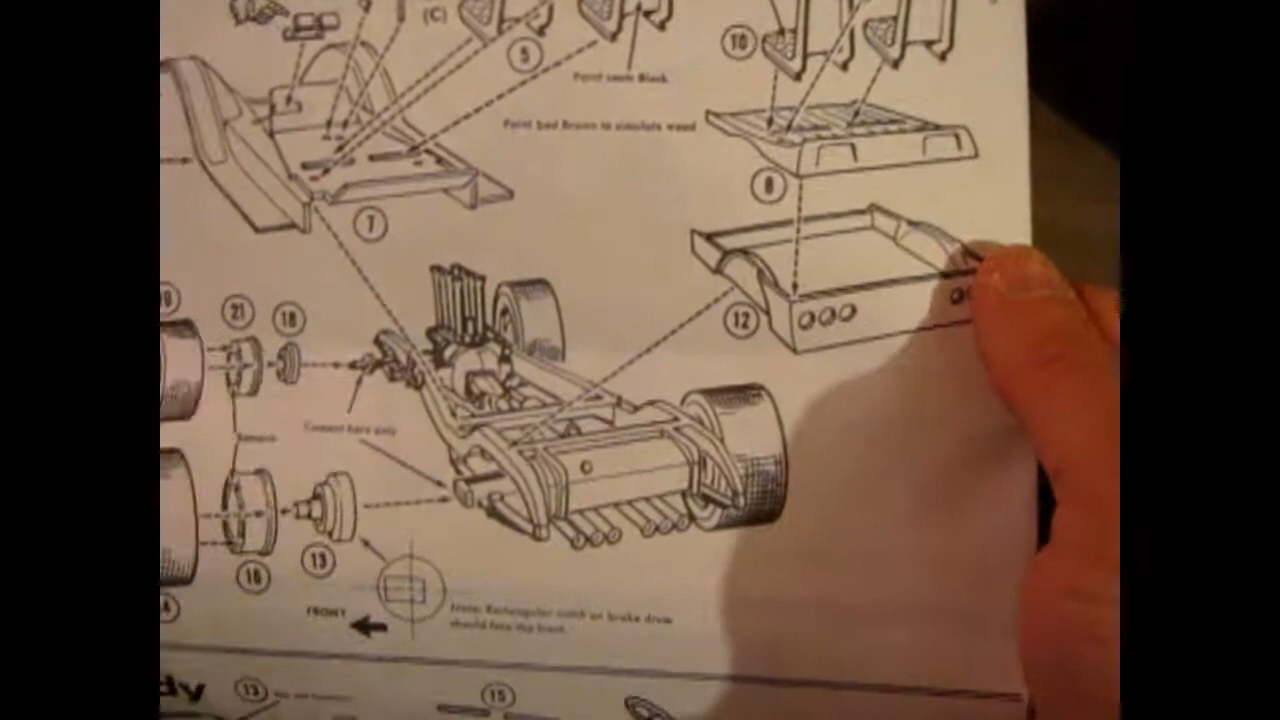 (C)
5
10
Paint seats Black
Paint bed Brown to simulate wood
8
7
12
21
18
Cement here only
13
16
FRONT
Note: Rectangular notch on brake drum
should face the front.
dy
13
15